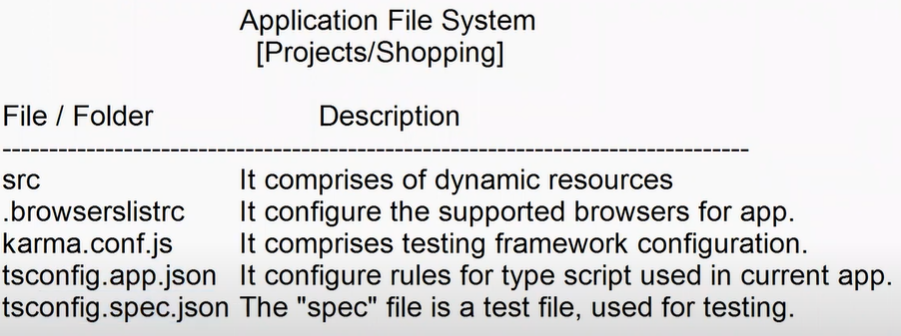 Application File System
[Projects/Shopping]
File / Folder Description
--------------------------------------------------------------------------------
src It comprises of dynamic resources
.browserslistrc It configure the supported browsers for app.
karma.conf.js It comprises testing framework configuration.
tsconfig.app.json It configure rules for type script used in current app.
tsconfig.spec.json The "spec" file is a test file, used for testing.